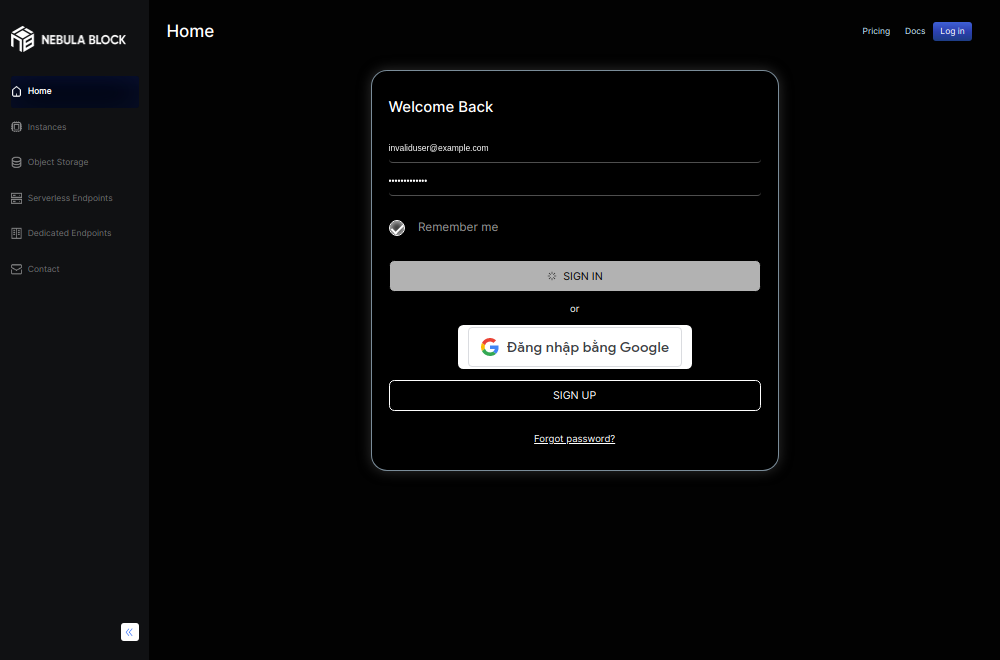 NEBULA BLOCK
Home
Instances
Object Storage
Serverless Endpoints
Dedicated Endpoints
Contact
Home
Pricing
Docs
Log in
Welcome Back
invaliduser@example.com
•••••••••••••
Remember me
SIGN IN
or
Đăng nhập bằng Google
SIGN UP
Forgot password?